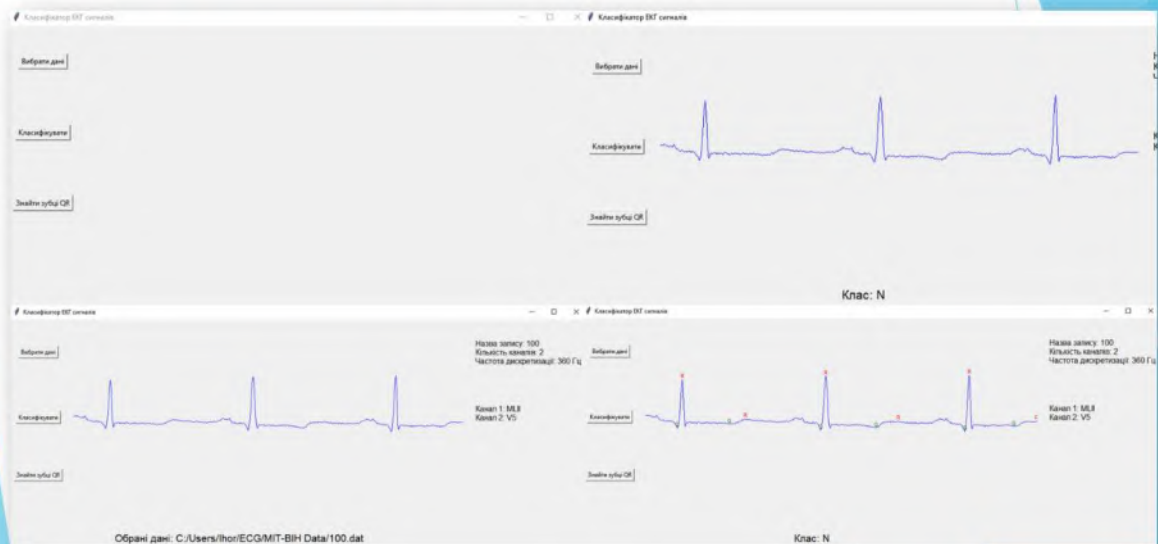 Класифікатор ЕКГ сигналів
Вибрати дані
Класифікувати
Знайти зубці QR
Класифікатор ЕКГ сигналів
Вибрати дані
Класифікувати
Знайти зубці QR
Клас: N
Класифікатор ЕКГ сигналів
Вибрати дані
Назва запису: 100
Кількість каналів: 2
Частота дискретизації: 360 Гц
Класифікувати
Канал 1: MLII
Канал 2: V5
Знайти зубці QR
Обрані дані: C:/Users/Ihor/ECG/MIT-BIH Data/100.dat
Класифікатор ЕКГ сигналів
Вибрати дані
Назва запису: 100
Кількість каналів: 2
Частота дискретизації: 360 Гц
Класифікувати
Канал 1: MLII
Канал 2: V5
Знайти зубці QR
Клас: N